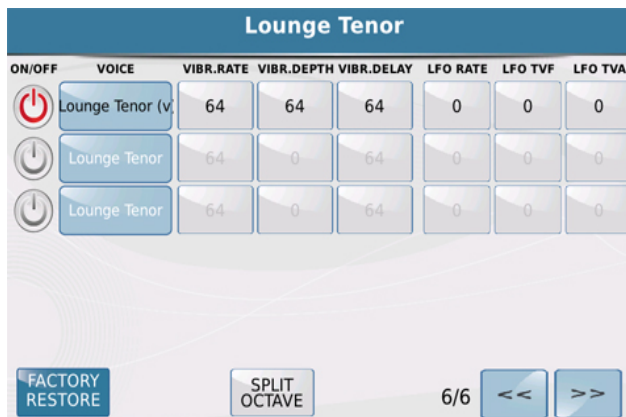 Lounge Tenor
ON/OFF VOICE VIBR.RATE VIBR.DEPTH VIBR.DELAY LFO RATE LFO TVF LFO TVA
Lounge Tenor (v 64 64 64 0 0 0
Lounge Tenor 64 0 64 0 0 0
Lounge Tenor 64 0 64 0 0 0
FACTORY
RESTORE
SPLIT
OCTAVE
6/6 << >>